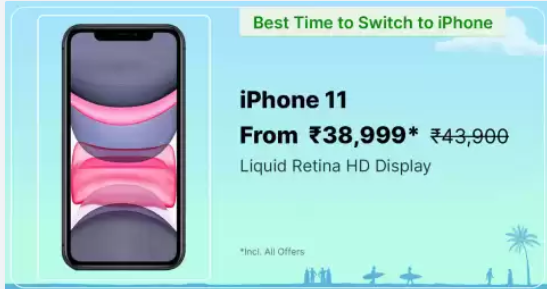 Best Time to Switch to iPhone
iPhone 11
From ₹38,999* ₹43,900
Liquid Retina HD Display
*Incl. All Offers